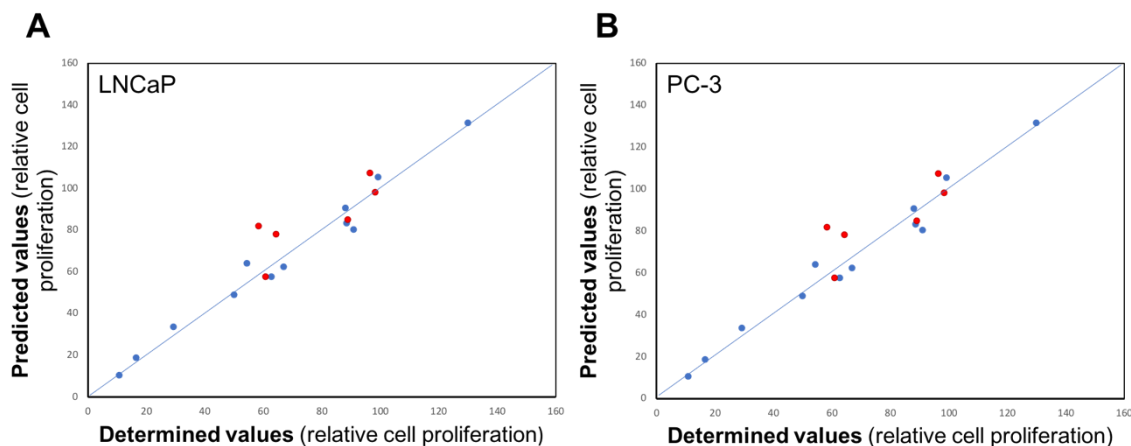 A
LNCaP
Predicted values (relative cell
proliferation)
160
140
120
100
80
60
40
20
0
0 20 40 60 80 100 120 140 160
Determined values (relative cell proliferation)
B
PC-3
Predicted values (relative cell
proliferation)
160
140
120
100
80
60
40
20
0
0 20 40 60 80 100 120 140 160
Determined values (relative cell proliferation)